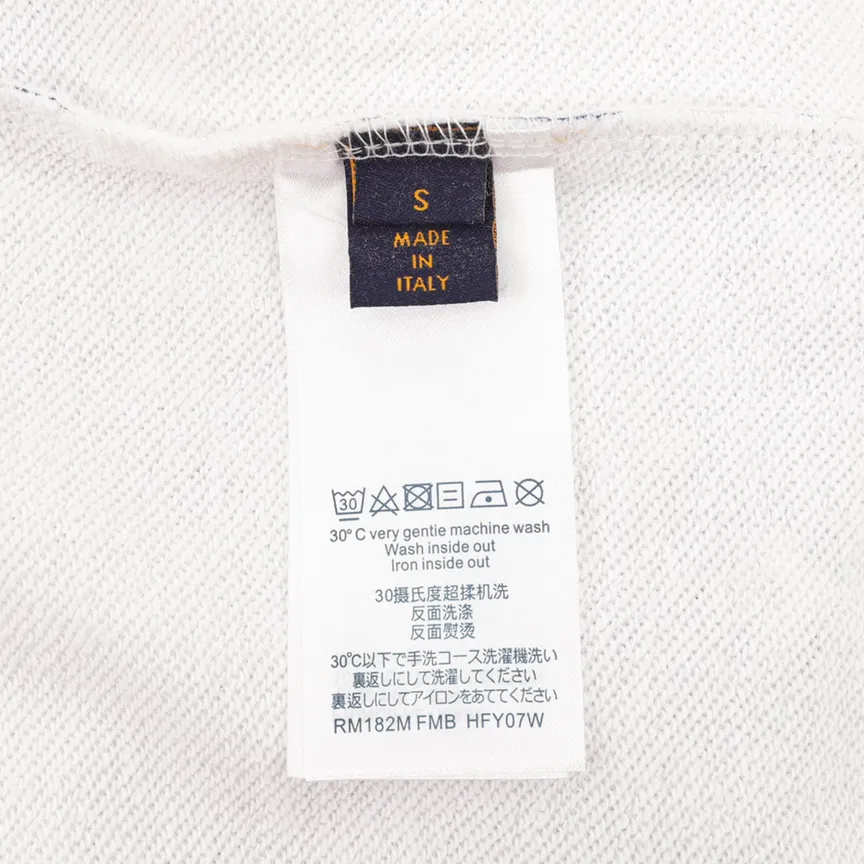 S
MADE
IN
ITALY
30
30° C very gentie machine wash
Wash inside out
Iron inside out
30摄氏度超揉机洗
反面洗涤
反面熨烫
30℃以下で手洗コース洗濯機洗い
裏返しにして洗濯してください
裏返しにしてアイロンをあててください
RM182M FMB HFY07W